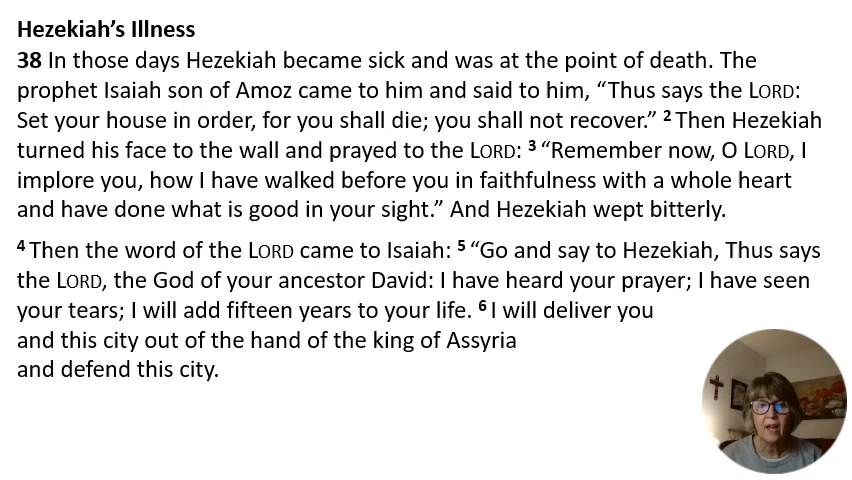 Hezekiah’s Illness
38 In those days Hezekiah became sick and was at the point of death. The
prophet Isaiah son of Amoz came to him and said to him, “Thus says the LORD:
Set your house in order, for you shall die; you shall not recover.” 2 Then Hezekiah
turned his face to the wall and prayed to the LORD: 3 “Remember now, O LORD, I
implore you, how I have walked before you in faithfulness with a whole heart
and have done what is good in your sight.” And Hezekiah wept bitterly.
4 Then the word of the LORD came to Isaiah: 5 “Go and say to Hezekiah, Thus says
the LORD, the God of your ancestor David: I have heard your prayer; I have seen
your tears; I will add fifteen years to your life. 6 I will deliver you
and this city out of the hand of the king of Assyria
and defend this city.